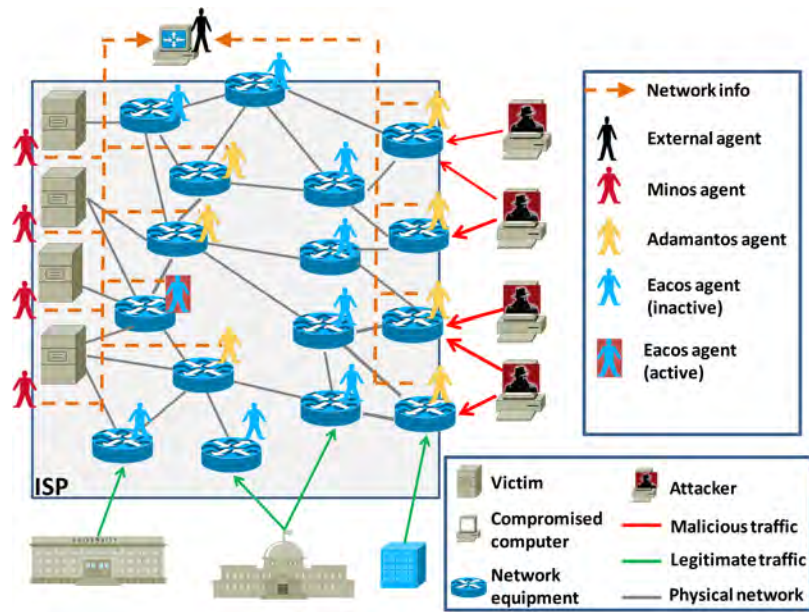 Network info
External agent
Minos agent
Adamantos agent
Eacos agent
(inactive)
Eacos agent
(active)
ISP
UNIVERSITY
Victim
Attacker
Compromised
computer
Malicious traffic
Legitimate traffic
Network
equipment
Physical network